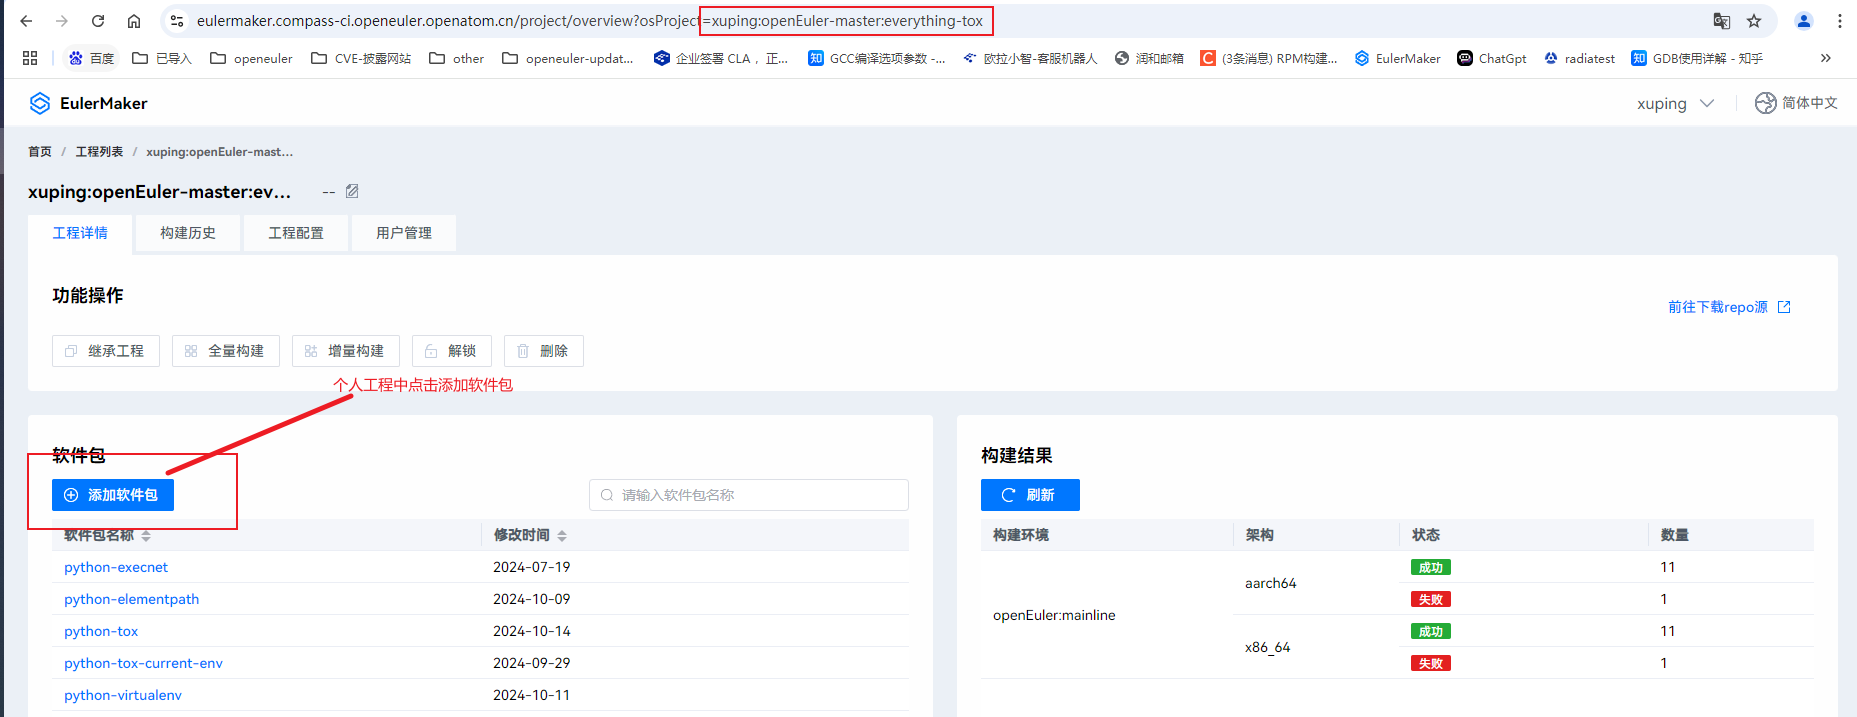 eulermaker.compass-ci.openeuler.openatom.cn/project/overview?osProject=xuping:openEuler-master:everything-tox
百度 已导入 openeuler CVE-披露网站 other openeuler-updat... 企业签署 CLA，正... GCC编译选项参数 -... 欧拉小智-客服机器人 润和邮箱 (3条消息) RPM构建... EulerMaker ChatGpt radiatest GDB使用详解 - 知乎
EulerMaker
xuping 简体中文
首页 / 工程列表 / xuping:openEuler-mast...
xuping:openEuler-master:ev... --
工程详情 构建历史 工程配置 用户管理
功能操作
前往下载repo源
继承工程 全量构建 增量构建 解锁 删除
个人工程中点击添加软件包
软件包
添加软件包
请输入软件包名称
软件包名称 修改时间
python-execnet 2024-07-19
python-elementpath 2024-10-09
python-tox 2024-10-14
python-tox-current-env 2024-09-29
python-virtualenv 2024-10-11
构建结果
刷新
构建环境 架构 状态 数量
openEuler:mainline
aarch64
成功 11
失败 1
x86_64
成功 11
失败 1